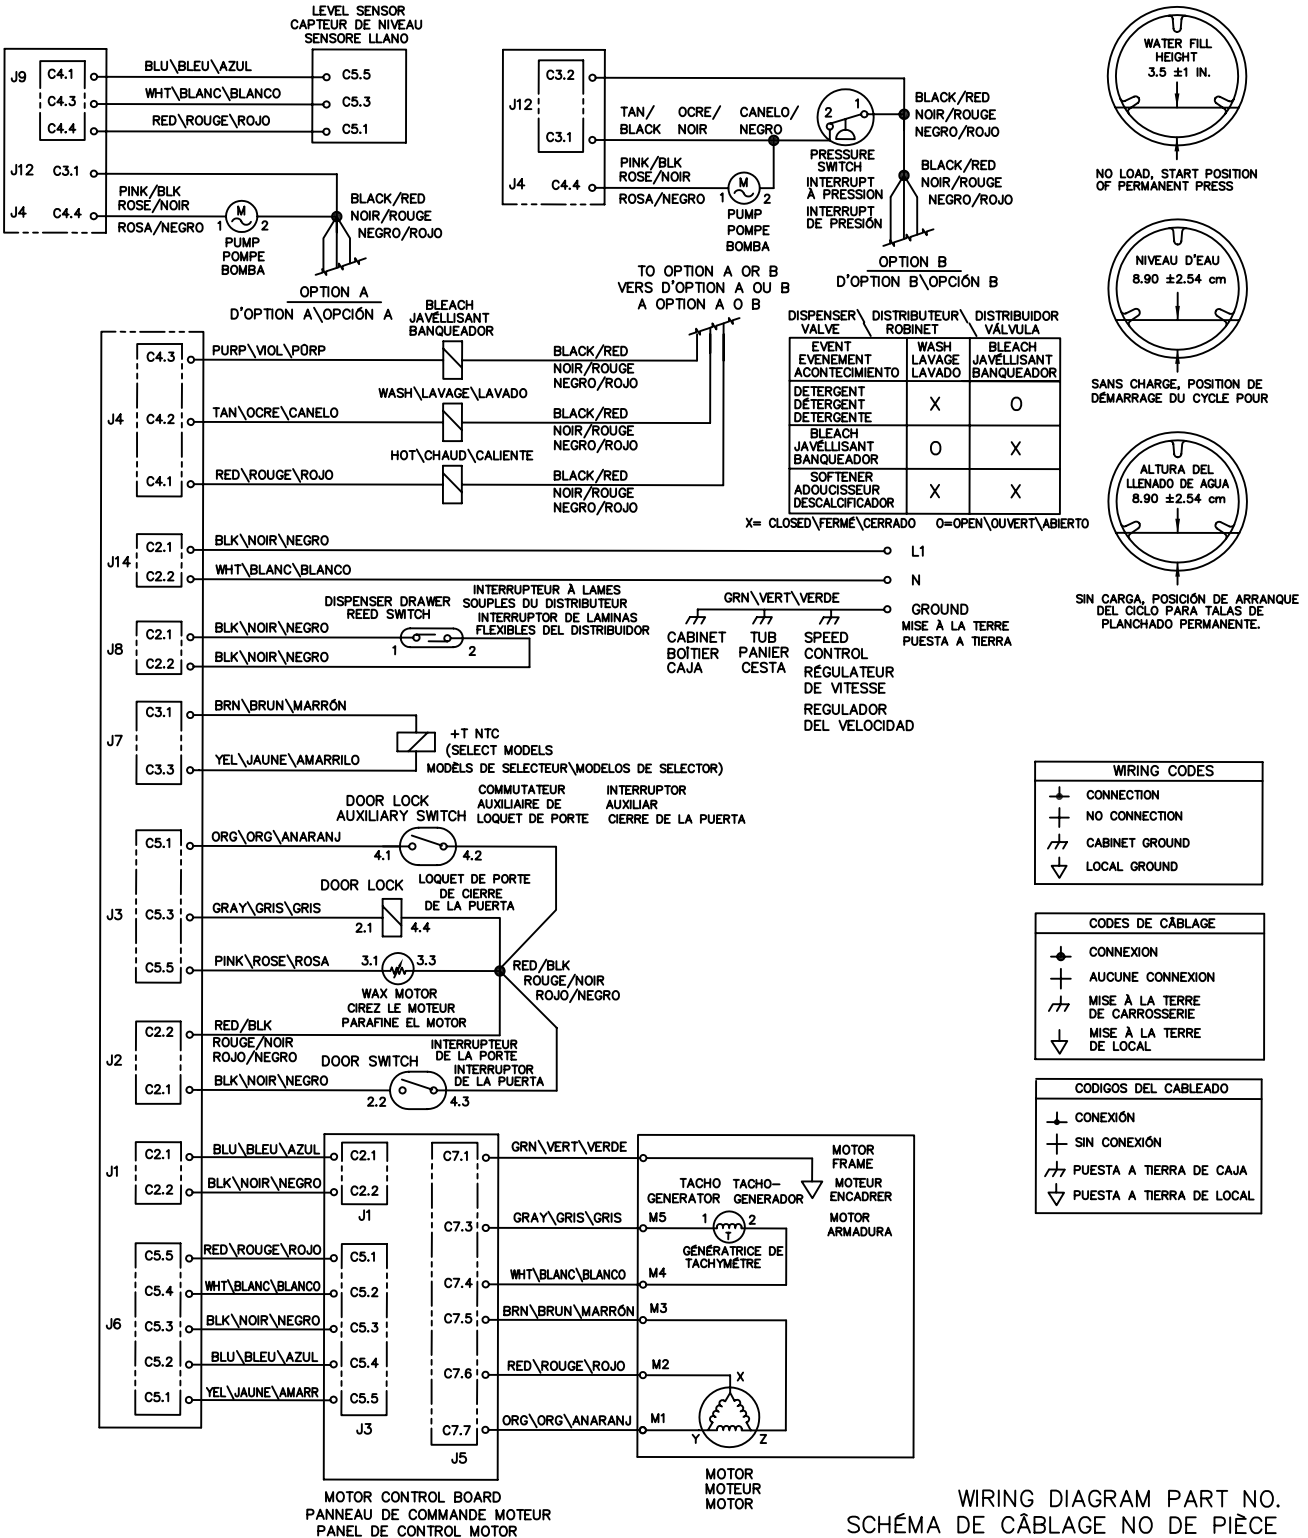 LEVEL SENSOR
CAPTEUR DE NIVEAU
SENSORE LLANO
J9
C4.1
BLU\BLEU\AZUL
C5.5
C4.3
WHT\BLANC\BLANCO
C5.3
C4.4
RED\ROUGE\ROJO
C5.1
J12
C3.1
J4
C4.4
PINK/BLK
ROSE/NOIR
ROSA/NEGRO
1
M
2
PUMP
POMPE
BOMBA
BLACK/RED
NOIR/ROUGE
NEGRO/ROJO
OPTION A
D'OPTION A\OPCIÓN A
J12
C3.2
C3.1
TAN/ OCRE/ CANELO/
BLACK NOIR NEGRO
2
1
PRESSURE
SWITCH
INTERRUPT
À PRESSION
INTERRUPT
DE PRESIÓN
BLACK/RED
NOIR/ROUGE
NEGRO/ROJO
BLACK/RED
NOIR/ROUGE
NEGRO/ROJO
J4
C4.4
PINK/BLK
ROSE/NOIR
ROSA/NEGRO
1
M
2
PUMP
POMPE
BOMBA
OPTION B
D'OPTION B\OPCIÓN B
TO OPTION A OR B
VERS D'OPTION A OU B
A OPTION A O B
WATER FILL
HEIGHT
3.5 ±1 IN.
NO LOAD, START POSITION
OF PERMANENT PRESS
NIVEAU D'EAU
8.90 ±2.54 cm
SANS CHARGE, POSITION DE
DÉMARRAGE DU CYCLE POUR
ALTURA DEL
LLENADO DE AGUA
8.90 ±2.54 cm
SIN CARGA, POSICIÓN DE ARRANQUE
DEL CICLO PARA TALAS DE
PLANCHADO PERMANENTE.
DISPENSER\ DISTRIBUTEUR\ DISTRIBUIDOR
VALVE ROBINET VÁLVULA
EVENT
EVENEMENT
ACONTECIMIENTO
WASH
LAVAGE
LAVADO
BLEACH
JAVÉLLISANT
BANQUEADOR
DETERGENT
DÉTERGENT
DETERGENTE
X
O
BLEACH
JAVÉLLISANT
BANQUEADOR
O
X
SOFTENER
ADOUCISSEUR
DESCALCIFICADOR
X
X
X= CLOSED\FERMÉ\CERRADO O=OPEN\OUVERT\ABIERTO
J4
C4.3
PURP\VIOL\PÚRP
BLEACH
JAVÉLLISANT
BANQUEADOR
BLACK/RED
NOIR/ROUGE
NEGRO/ROJO
C4.2
TAN\OCRE\CANELO
WASH\LAVAGE\LAVADO
BLACK/RED
NOIR/ROUGE
NEGRO/ROJO
C4.1
RED\ROUGE\ROJO
HOT\CHAUD\CALIENTE
BLACK/RED
NOIR/ROUGE
NEGRO/ROJO
J14
C2.1
BLK\NOIR\NEGRO
L1
C2.2
WHT\BLANC\BLANCO
N
GRN\VERT\VERDE
GROUND
MISE À LA TERRE
PUESTA A TIERRA
CABINET
BOÎTIER
CAJA
TUB
PANIER
CESTA
SPEED
CONTROL
RÉGULATEUR
DE VITESSE
REGULADOR
DEL VELOCIDAD
J8
C2.1
BLK\NOIR\NEGRO
DISPENSER DRAWER
REED SWITCH
INTERRUPTEUR À LAMES
SOUPLES DU DISTRIBUTEUR
INTERRUPTOR DE LAMINAS
FLEXIBLES DEL DISTRIBUIDOR
1
2
C2.2
BLK\NOIR\NEGRO
J7
C3.1
BRN\BRUN\MARRÓN
+T NTC
(SELECT MODELS
MODÈLS DE SELECTEUR\MODELOS DE SELECTOR)
C3.3
YEL\JAUNE\AMARRILO
J3
C5.1
ORG\ORG\ANARANJ
DOOR LOCK
AUXILIARY SWITCH
COMMUTATEUR
AUXILIAIRE DE
LOQUET DE PORTE
INTERRUPTOR
AUXILIAR
CIERRE DE LA PUERTA
4.1
4.2
C5.3
GRAY\GRIS\GRIS
DOOR LOCK
LOQUET DE PORTE
DE CIERRE
DE LA PUERTA
2.1
4.4
C5.5
PINK\ROSE\ROSA
3.1
3.3
WAX MOTOR
CIREZ LE MOTEUR
PARAFINE EL MOTOR
RED/BLK
ROUGE/NOIR
ROJO/NEGRO
J2
C2.2
RED/BLK
ROUGE/NOIR
ROJO/NEGRO
C2.1
BLK\NOIR\NEGRO
DOOR SWITCH
INTERRUPTEUR
DE LA PORTE
INTERRUPTOR
DE LA PUERTA
2.2
4.3
WIRING CODES
CONNECTION
NO CONNECTION
CABINET GROUND
LOCAL GROUND
CODES DE CÂBLAGE
CONNEXION
AUCUNE CONNEXION
MISE À LA TERRE
DE CARROSSERIE
MISE À LA TERRE
DE LOCAL
CODIGOS DEL CABLEADO
CONEXIÓN
SIN CONEXIÓN
PUESTA A TIERRA DE CAJA
PUESTA A TIERRA DE LOCAL
J1
C2.1
BLU\BLEU\AZUL
C2.1
C2.2
BLK\NOIR\NEGRO
C2.2
J1
J6
C5.5
RED\ROUGE\ROJO
C5.1
C5.4
WHT\BLANC\BLANCO
C5.2
C5.3
BLK\NOIR\NEGRO
C5.3
C5.2
BLU\BLEU\AZUL
C5.4
C5.1
YEL\JAUNE\AMARR
C5.5
J3
C7.1
GRN\VERT\VERDE
MOTOR
FRAME
MOTEUR
ENCADRER
MOTOR
ARMADURA
C7.3
GRAY\GRIS\GRIS
M5
TACHO
GENERATOR
TACHO-
GENERADOR
1
T
2
GÉNÉRATRICE DE
TACHYMÉTRE
C7.4
WHT\BLANC\BLANCO
M4
C7.5
BRN\BRUN\MARRÓN
M3
C7.6
RED\ROUGE\ROJO
M2
X
C7.7
ORG\ORG\ANARANJ
M1
Y
Z
J5
MOTOR
MOTEUR
MOTOR
MOTOR CONTROL BOARD
PANNEAU DE COMMANDE MOTEUR
PANEL DE CONTROL MOTOR
WIRING DIAGRAM PART NO.
SCHÉMA DE CÂBLAGE NO DE PIÈCE